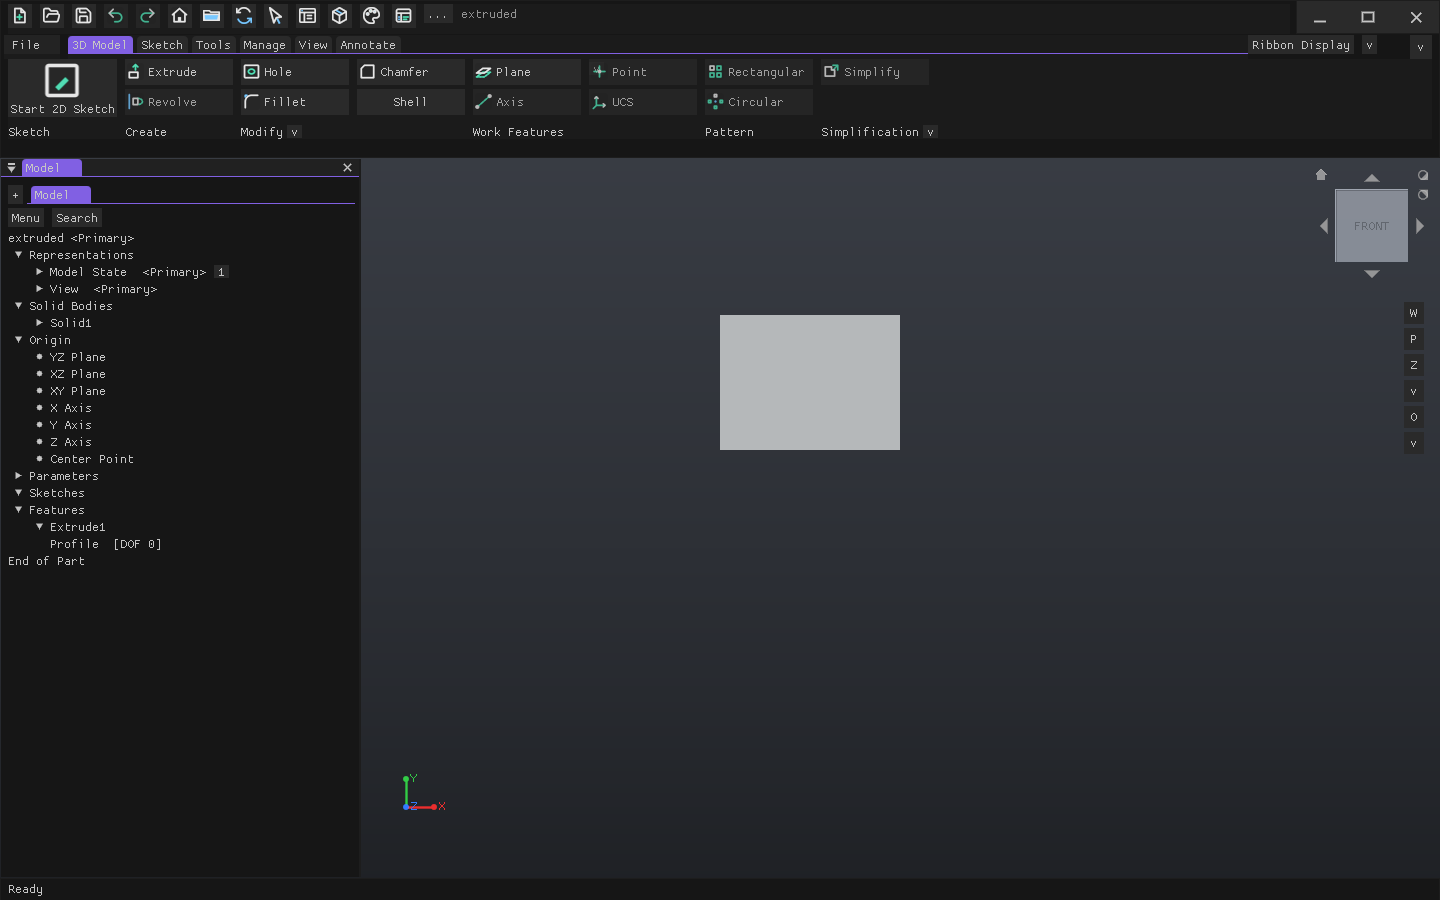 ... extruded
File 3D Model Sketch Tools Manage View Annotate Ribbon Display v v
Extrude Hole Chamfer Plane Point Rectangular Simplify
Start 2D Sketch Revolve Fillet Shell Axis UCS Circular
Sketch Create Modify v Work Features Pattern Simplification v
Model
+ Model
Menu Search
extruded <Primary>
Representations
Model State <Primary> 1
View <Primary>
Solid Bodies
Solid1
Origin
YZ Plane
XZ Plane
XY Plane
X Axis
Y Axis
Z Axis
Center Point
Parameters
Sketches
Features
Extrude1
Profile [DOF 0]
End of Part
FRONT
W
P
Z
v
O
v
Y
Z X
Ready